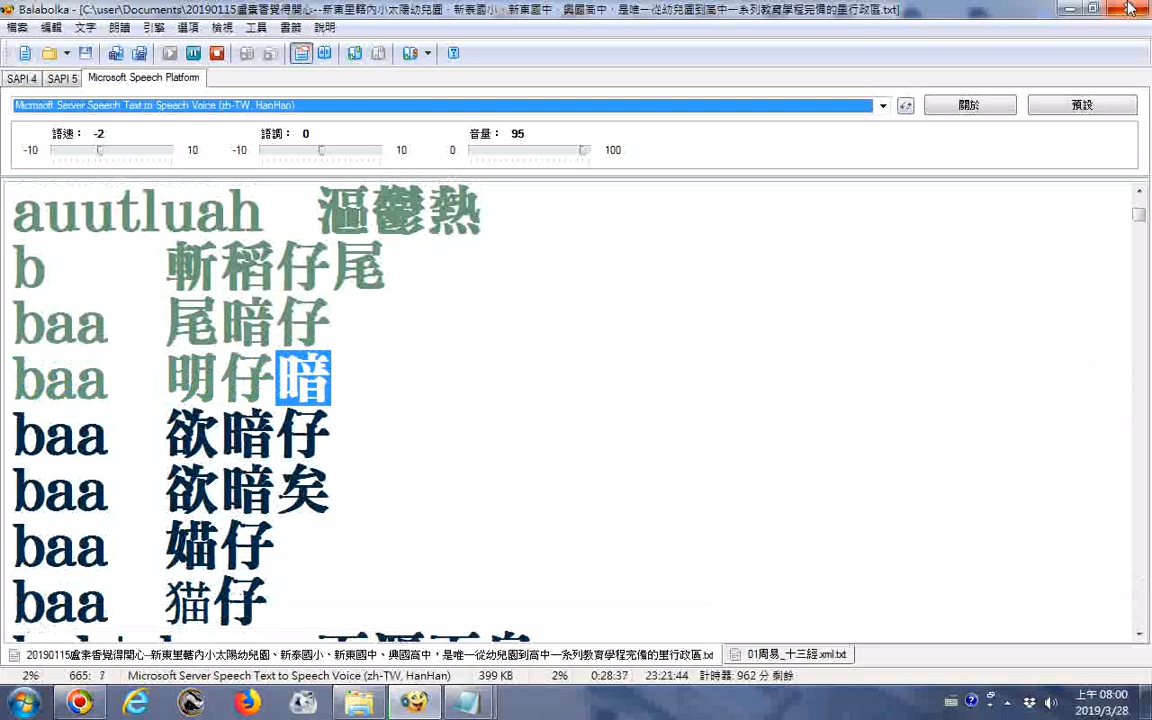 Balabolka - [C:\user\Documents\20190115盧素香覺得開心--新東里轄內小太陽幼兒園、新泰國小、新東國中、興國高中，是唯一從幼兒園到高中一系列教育學程完備的里行政區.txt]
檔案 編輯 文字 朗讀 引擎 選項 檢視 工具 書籤 說明
SAPI 4 SAPI 5 Microsoft Speech Platform
Microsoft Server Speech Text to Speech Voice (zh-TW, HanHan) 關於 預設
語速： -2 語調： 0 音量： 95
-10 10 -10 10 0 100
auutluah 漚鬱熱
b 斬稻仔尾
baa 尾暗仔
baa 明仔暗
baa 欲暗仔
baa 欲暗矣
baa 媌仔
baa 猫仔
20190115盧素香覺得開心--新東里轄內小太陽幼兒園、新泰國小、新東國中、興國高中，是唯一從幼兒園到高中一系列教育學程完備的里行政區.txt 01周易_十三經.xml.txt
2% 665: 7 Microsoft Server Speech Text to Speech Voice (zh-TW, HanHan) 399 KB 2% 0:28:37 23:21:44 計時器: 962 分 剩餘
上午 08:00
2019/3/28